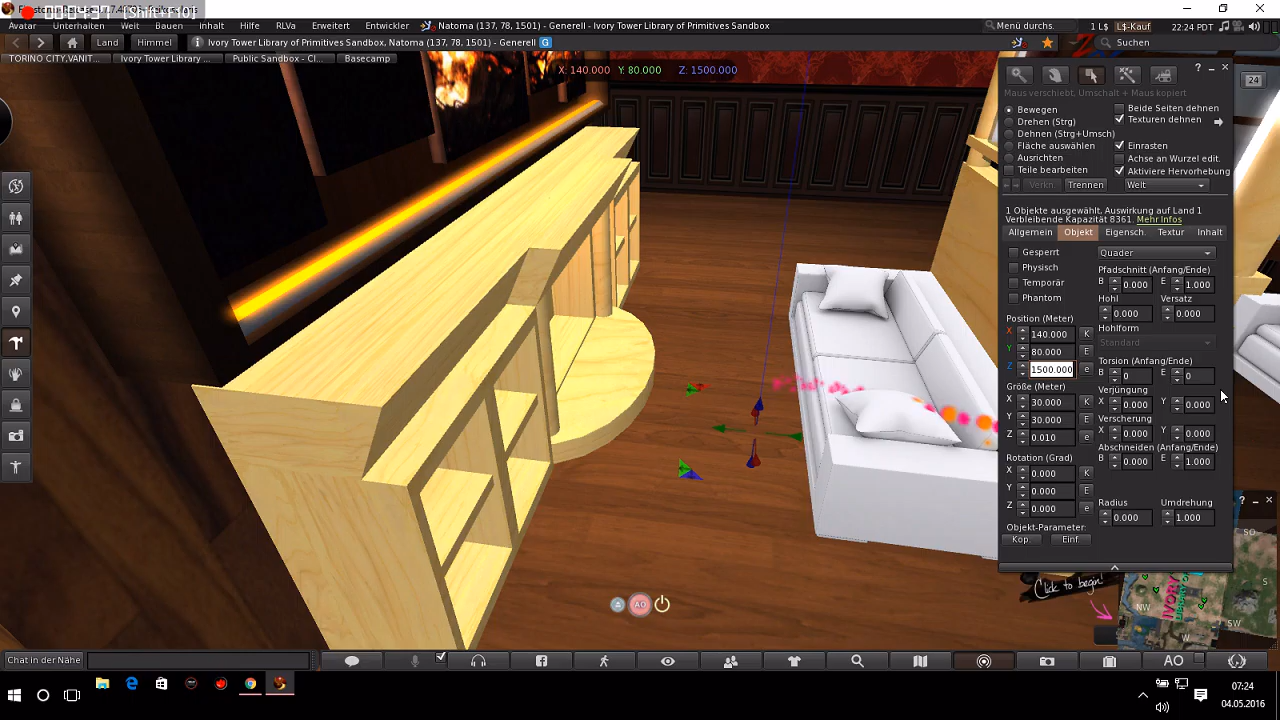 [Shift+F10]
Avatar Unterhalten Welt Bauen Inhalt Hilfe RLVa Erweitert Entwickler Natoma (137, 78, 1501) - Generell - Ivory Tower Library of Primitives Sandbox
Menü durchs.
1 L$
L$-Kauf
22:24 PDT
Land
Himmel
Ivory Tower Library of Primitives Sandbox, Natoma (137, 78, 1501) - Generell G
Suchen
TORINO CITY,VANIT...
Ivory Tower Library ...
Public Sandbox - Cl...
Basecamp
X: 140.000 Y: 80.000 Z: 1500.000
24
Maus verschiebt. Umschalt + Maus kopiert
Bewegen
Drehen (Strg)
Dehnen (Strg+Umsch)
Fläche auswählen
Ausrichten
Teile bearbeiten
Beide Seiten dehnen
Texturen dehnen
Einrasten
Achse an Wurzel edit.
Aktiviere Hervorhebung
Verkn.
Trennen
Welt
1 Objekte ausgewählt, Auswirkung auf Land 1
Verbleibende Kapazität 8361. Mehr Infos
Allgemein
Objekt
Eigensch.
Textur
Inhalt
Gesperrt
Physisch
Temporär
Phantom
Position (Meter)
X 140.000 K
Y 80.000 E
Z 1500.000 e
Größe (Meter)
X 30.000 K
Y 30.000 E
Z 0.010 e
Rotation (Grad)
X 0.000 K
Y 0.000 E
Z 0.000 e
Objekt-Parameter:
Kop.
Einf.
Quader
Pfadschnitt (Anfang/Ende)
B 0.000 E 1.000
Hohl Versatz
0.000 0.000
Hohlform
Standard
Torsion (Anfang/Ende)
B 0 E 0
Verjüngung
X 0.000 Y 0.000
Verscherung
X 0.000 Y 0.000
Abschneiden (Anfang/Ende)
B 0.000 E 1.000
Radius Umdrehung
0.000 1.000
SO
S
SW
W
NW
IVORY
Click to begin!
AO
Chat in der Nähe
AO
07:24
04.05.2016